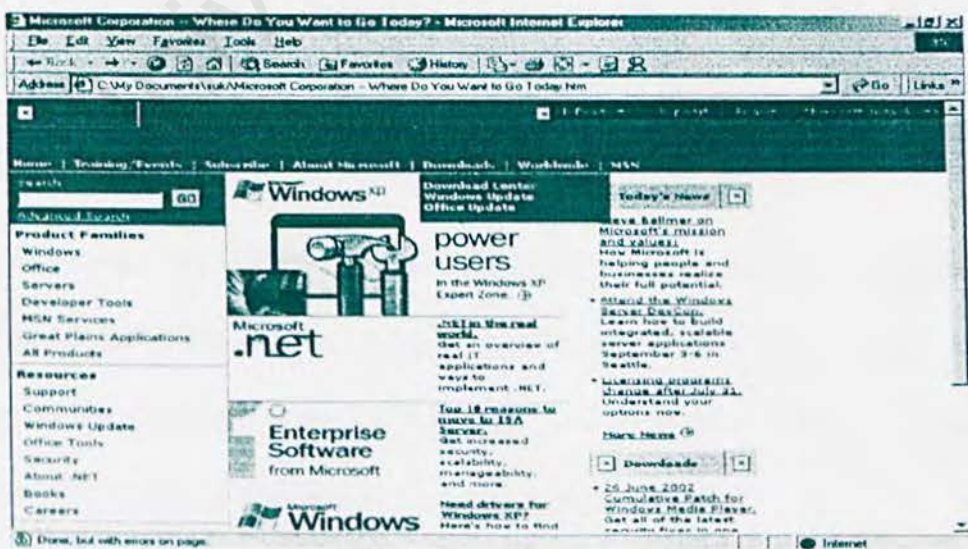 Microsoft Corporation -- Where Do You Want to Go Today? - Microsoft Internet Explorer
File Edit View Favorites Tools Help
Back Search Favorites History
Address C:\My Documents\suk\Microsoft Corporation -- Where Do You Want to Go Today.htm Go Links
Home | Training/Events | Subscribe | About Microsoft | Downloads | Worldwide | MSN
Search
GO
Advanced Search
Product Families
Windows
Office
Servers
Developer Tools
MSN Services
Great Plains Applications
All Products
Resources
Support
Communities
Windows Update
Office Tools
Security
About .NET
Books
Careers
Windows XP
Download Center
Windows Update
Office Update
power
users
In the Windows XP
Expert Zone.
Microsoft
.net
.NET in the real
world.
Get an overview of
real IT
applications and
ways to
implement .NET.
Enterprise
Software
from Microsoft
Top 10 reasons to
move to ISA
Server.
Get increased
security,
scalability,
manageability,
and more.
Microsoft
Windows
Need drivers for
Windows XP?
Here's how to find
Today's News
Steve Ballmer on
Microsoft's mission
and values:
How Microsoft is
helping people and
businesses realize
their full potential.
Attend the Windows
Server DevCon.
Learn how to build
integrated, scalable
server applications
September 3-6 in
Seattle.
Licensing programs
change after July 31.
Understand your
options now.
More News
Downloads
26 June 2002
Cumulative Patch for
Windows Media Player.
Get all of the latest
security fixes in one
Done, but with errors on page.
Internet